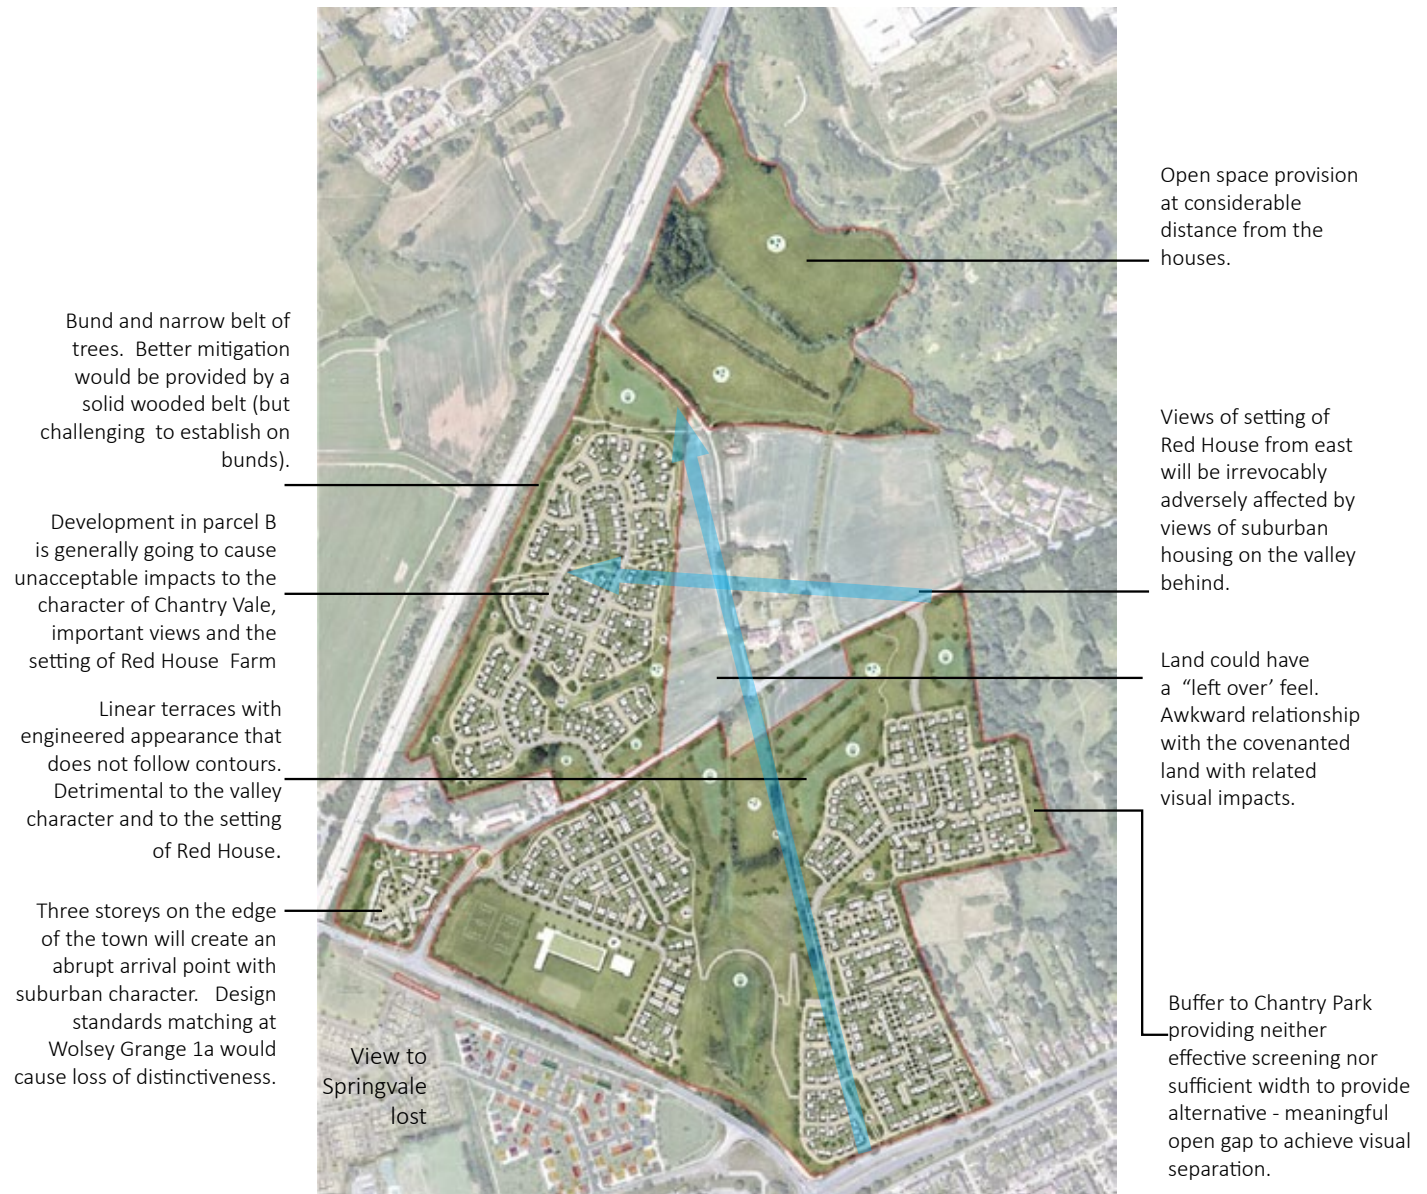 Bund and narrow belt of
trees.  Better mitigation
would be provided by a
solid wooded belt (but
challenging  to establish on
bunds).
Development in parcel B
is generally going to cause
unacceptable impacts to the
character of Chantry Vale,
important views and the
setting of Red House  Farm
Linear terraces with
engineered appearance that
does not follow contours.
Detrimental to the valley
character and to the setting
of Red House.
Three storeys on the edge
of the town will create an
abrupt arrival point with
suburban character.   Design
standards matching at
Wolsey Grange 1a would
cause loss of distinctiveness.
View to
Springvale
lost
Open space provision
at considerable
distance from the
houses.
Views of setting of
Red House from east
will be irrevocably
adversely affected by
views of suburban
housing on the valley
behind.
Land could have
a  “left over’ feel.
Awkward relationship
with the covenanted
land with related
visual impacts.
Buffer to Chantry Park
providing neither
effective screening nor
sufficient width to provide
alternative - meaningful
open gap to achieve visual
separation.